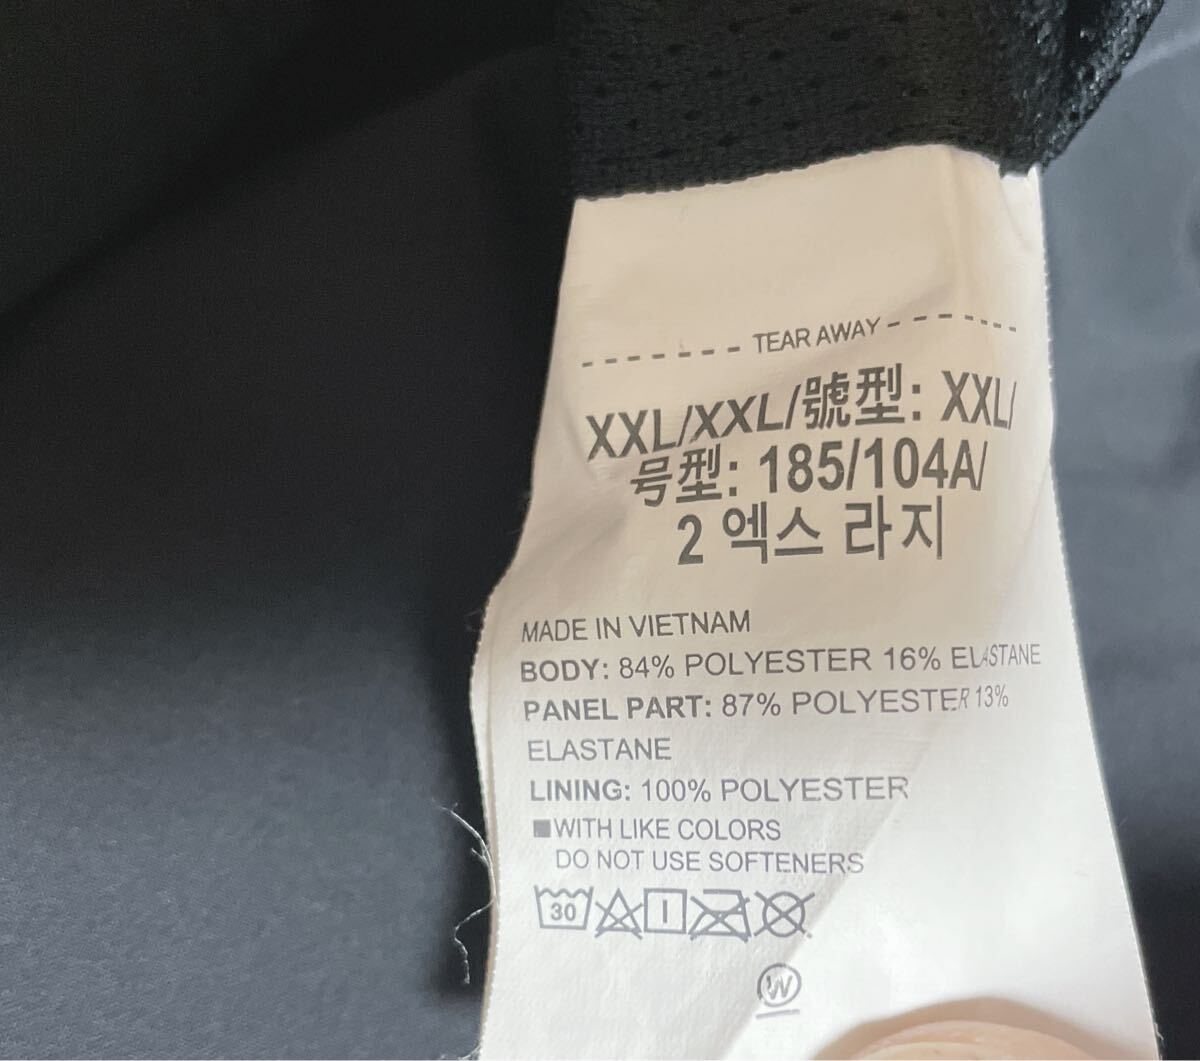 TEAR AWAY
XXL/XXL/號型: XXL/
号型: 185/104A/
2 엑스 라지
MADE IN VIETNAM
BODY: 84% POLYESTER 16% ELASTANE
PANEL PART: 87% POLYESTER 13%
ELASTANE
LINING: 100% POLYESTER
■WITH LIKE COLORS
DO NOT USE SOFTENERS
30
W